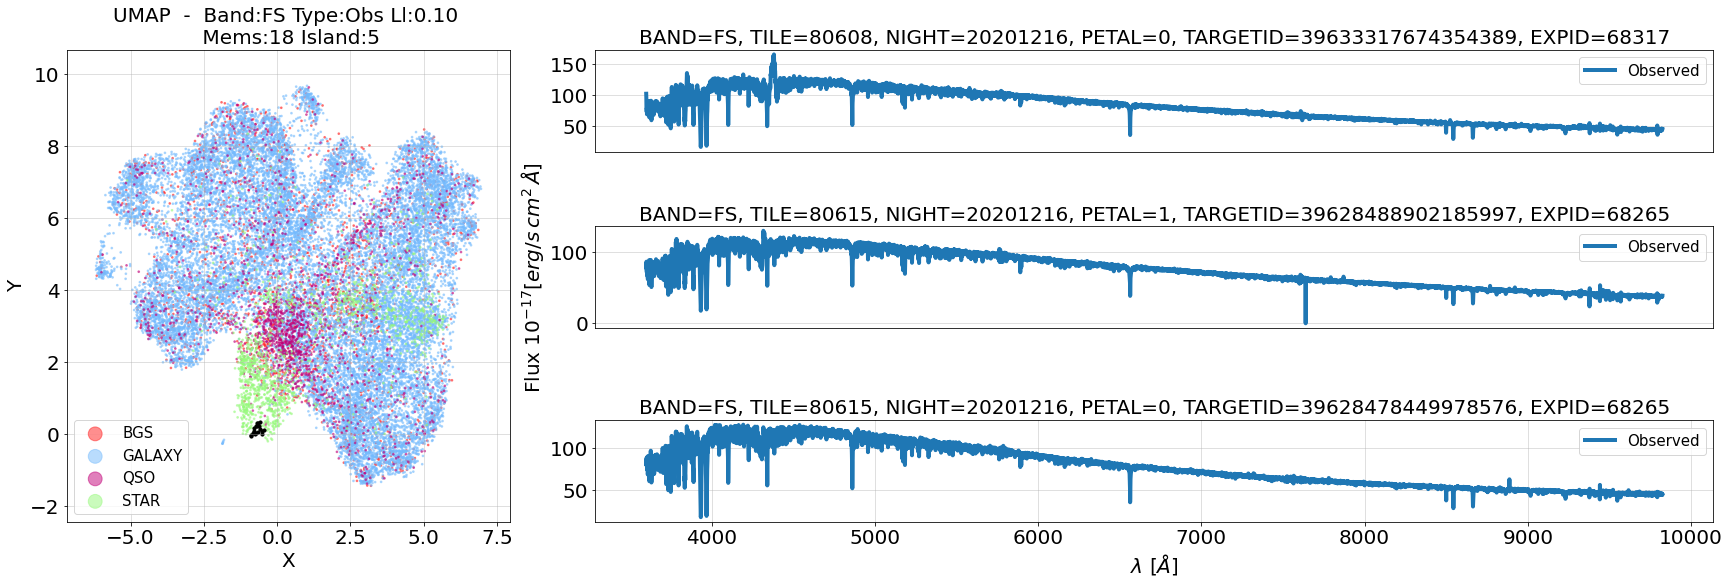 UMAP - Band:FS Type:Obs Ll:0.10
Mems:18 Island:5
10
8
6
4
2
0
−2
Y
−5.0 −2.5 0.0 2.5 5.0 7.5
X
BGS
GALAXY
QSO
STAR
Flux 10^{-17}[erg/s cm^2 Å]
BAND=FS, TILE=80608, NIGHT=20201216, PETAL=0, TARGETID=39633317674354389, EXPID=68317
150
100
50
Observed
BAND=FS, TILE=80615, NIGHT=20201216, PETAL=1, TARGETID=39628488902185997, EXPID=68265
100
0
Observed
BAND=FS, TILE=80615, NIGHT=20201216, PETAL=0, TARGETID=39628478449978576, EXPID=68265
100
50
Observed
4000 5000 6000 7000 8000 9000 10000
λ [Å]